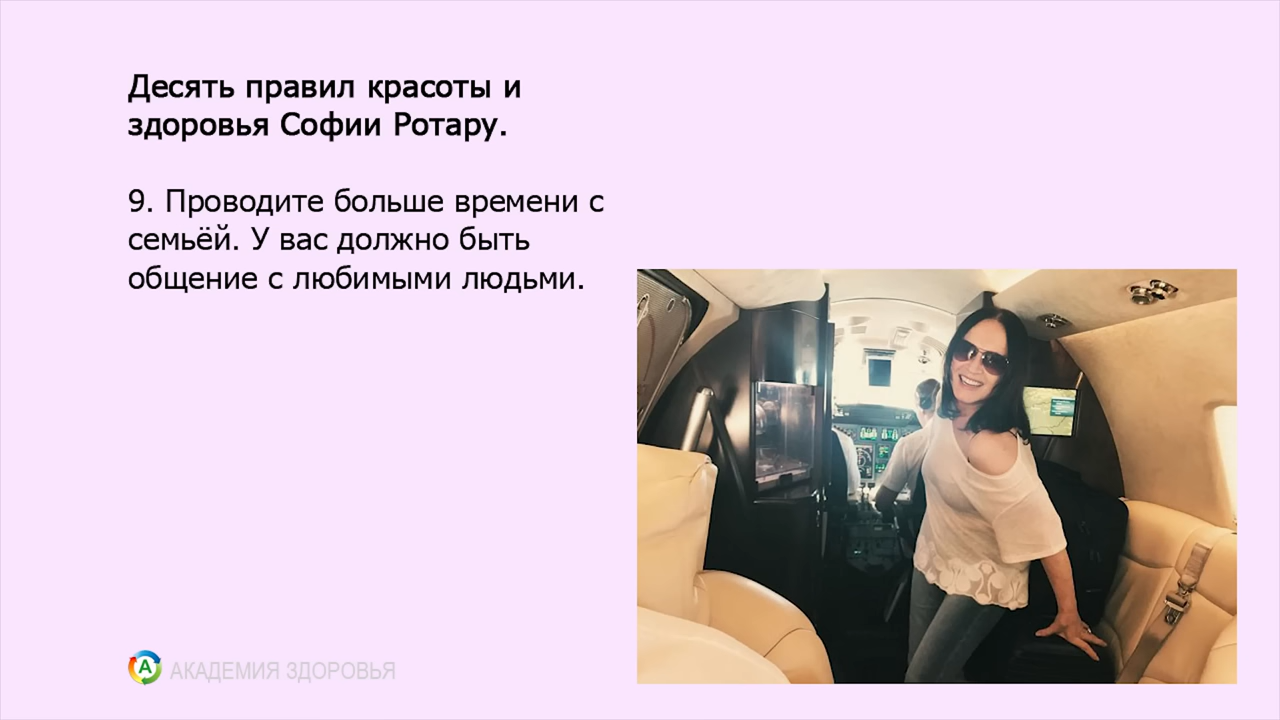 Десять правил красоты и
здоровья Софии Ротару.
9. Проводите больше времени с
семьёй. У вас должно быть
общение с любимыми людьми.
А АКАДЕМИЯ ЗДОРОВЬЯ